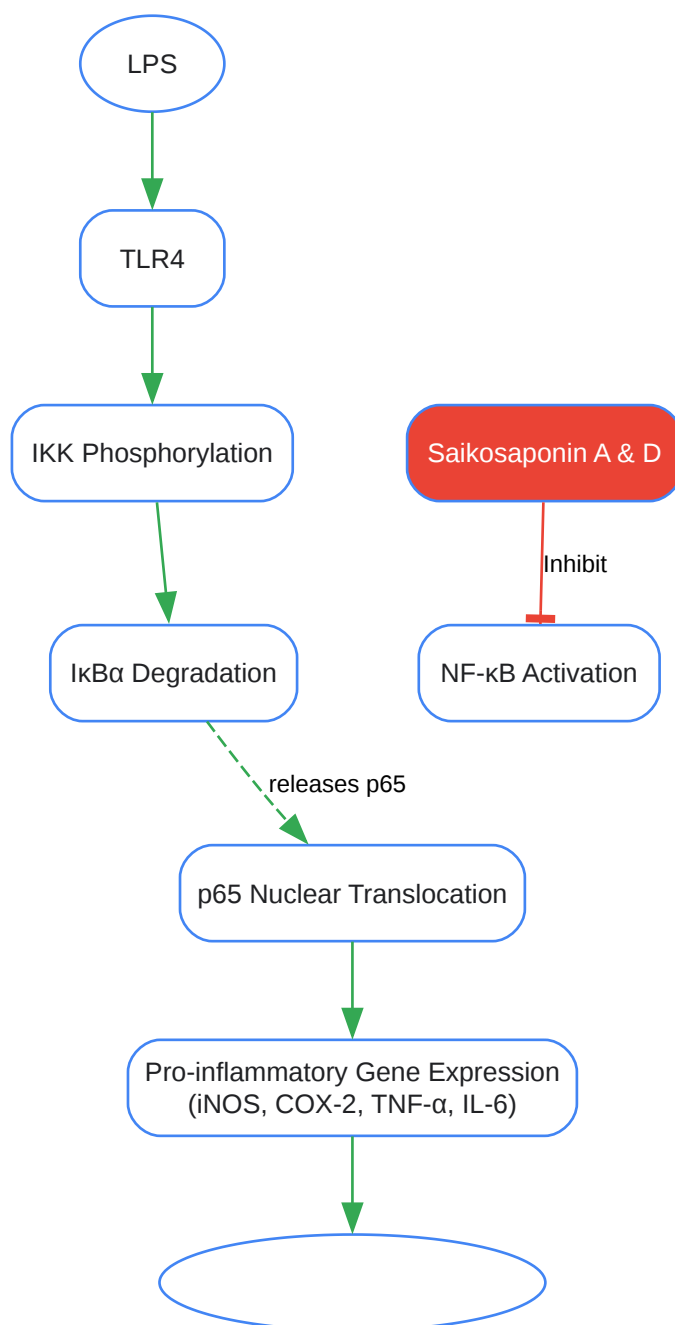 LPS
TLR4
IKK Phosphorylation
Saikosaponin A & D
Inhibit
IκBα Degradation
NF-κB Activation
releases p65
p65 Nuclear Translocation
Pro-inflammatory Gene Expression
(iNOS, COX-2, TNF-α, IL-6)